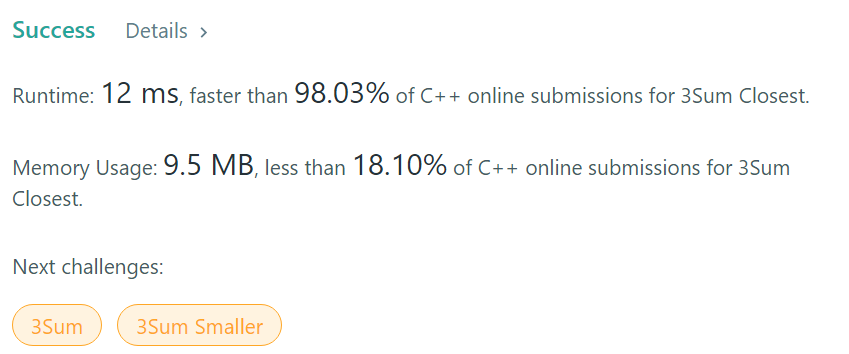 Success Details >
Runtime: 12 ms, faster than 98.03% of C++ online submissions for 3Sum Closest.
Memory Usage: 9.5 MB, less than 18.10% of C++ online submissions for 3Sum
Closest.
Next challenges:
3Sum 3Sum Smaller